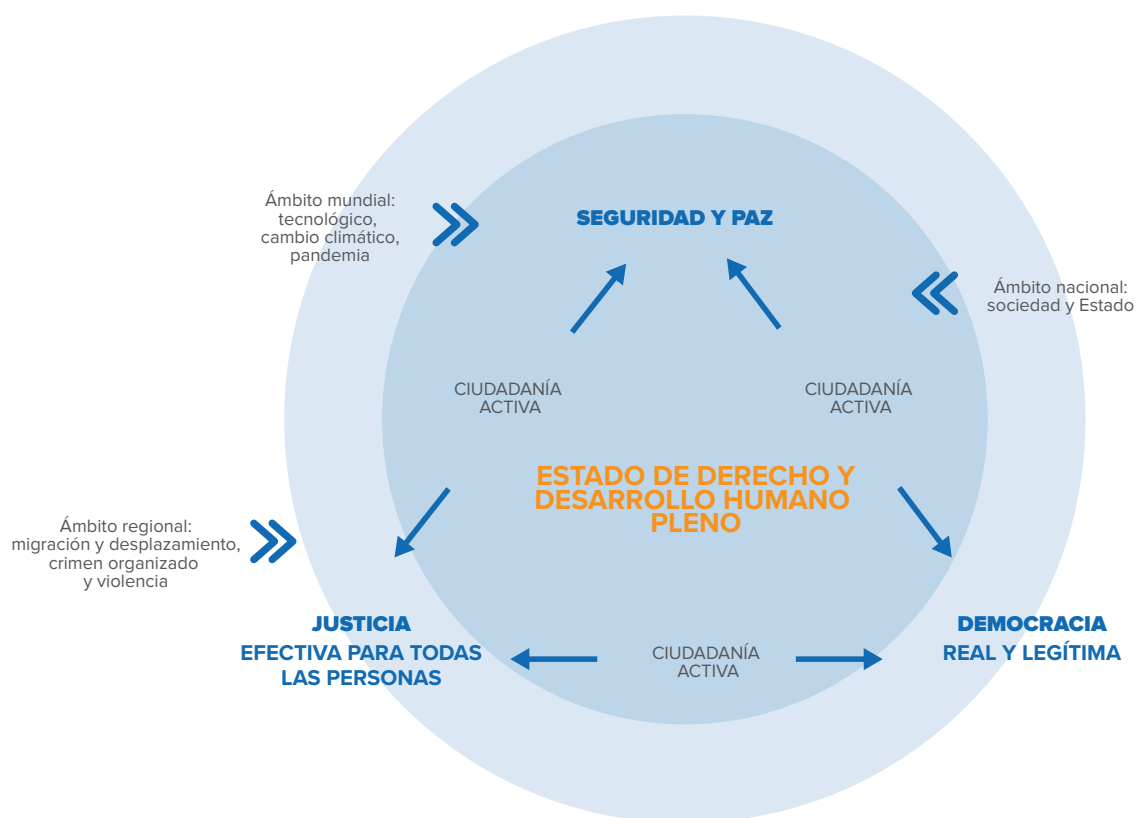 Ámbito mundial:
tecnológico,
cambio climático,
pandemia
SEGURIDAD Y PAZ
Ámbito nacional:
sociedad y Estado
CIUDADANÍA
ACTIVA
CIUDADANÍA
ACTIVA
ESTADO DE DERECHO Y
DESARROLLO HUMANO
PLENO
Ámbito regional:
migración y desplazamiento,
crimen organizado
y violencia
JUSTICIA
EFECTIVA PARA TODAS
LAS PERSONAS
CIUDADANÍA
ACTIVA
DEMOCRACIA
REAL Y LEGÍTIMA